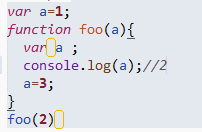 var a=1;
function foo(a){
  var a ;
  console.log(a);//2
  a=3;
}
foo(2)